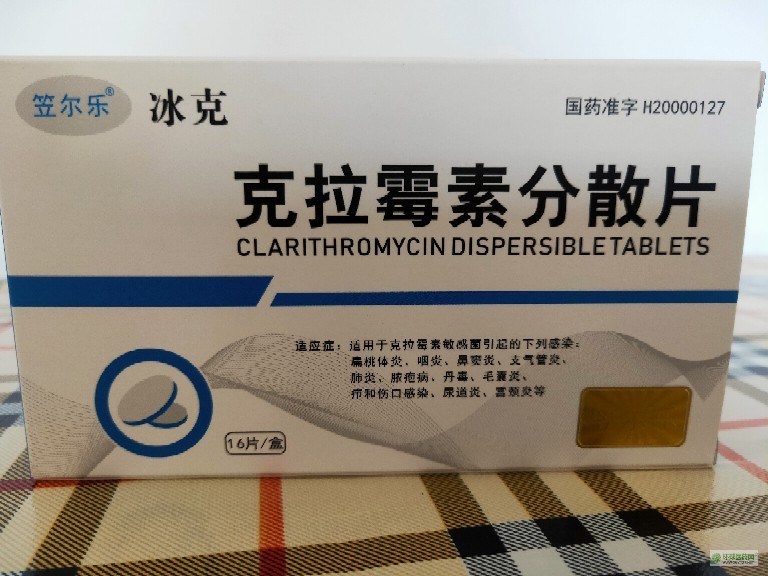 笠尔乐®
冰克
国药准字 H20000127
克拉霉素分散片
CLARITHROMYCIN DISPERSIBLE TABLETS
适应症：适用于克拉霉素敏感菌引起的下列感染：
扁桃体炎、咽炎、鼻窦炎、支气管炎、
肺炎、脓疱病、丹毒、毛囊炎、
疖和伤口感染、尿道炎、宫颈炎等
16片/盒